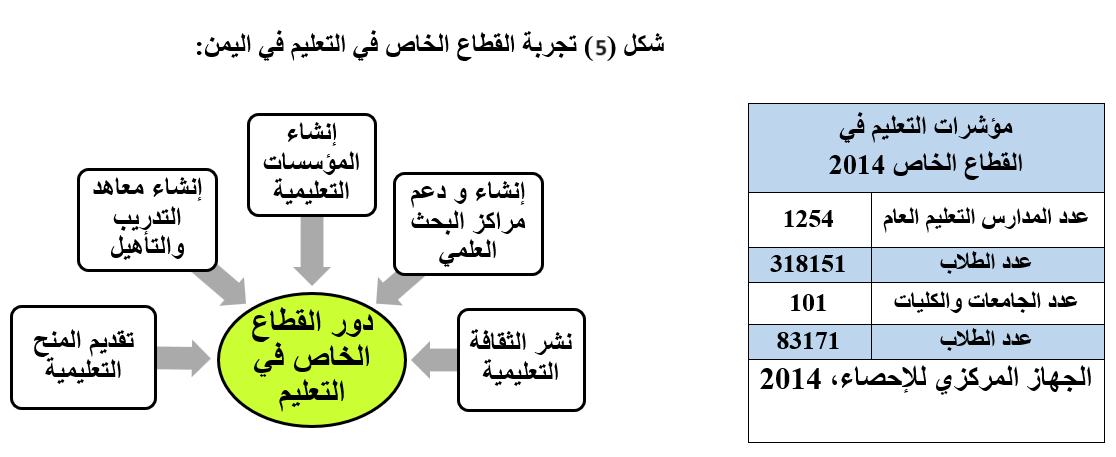 شكل (5) تجربة القطاع الخاص في التعليم في اليمن:
مؤشرات التعليم في
القطاع الخاص 2014
عدد المدارس التعليم العام
1254
عدد الطلاب
318151
عدد الجامعات والكليات
101
عدد الطلاب
83171
الجهاز المركزي للإحصاء، 2014
إنشاء
المؤسسات
التعليمية
إنشاء و دعم
مراكز البحث
العلمي
إنشاء معاهد
التدريب
والتأهيل
نشر الثقافة
التعليمية
دور القطاع
الخاص في
التعليم
تقديم المنح
التعليمية